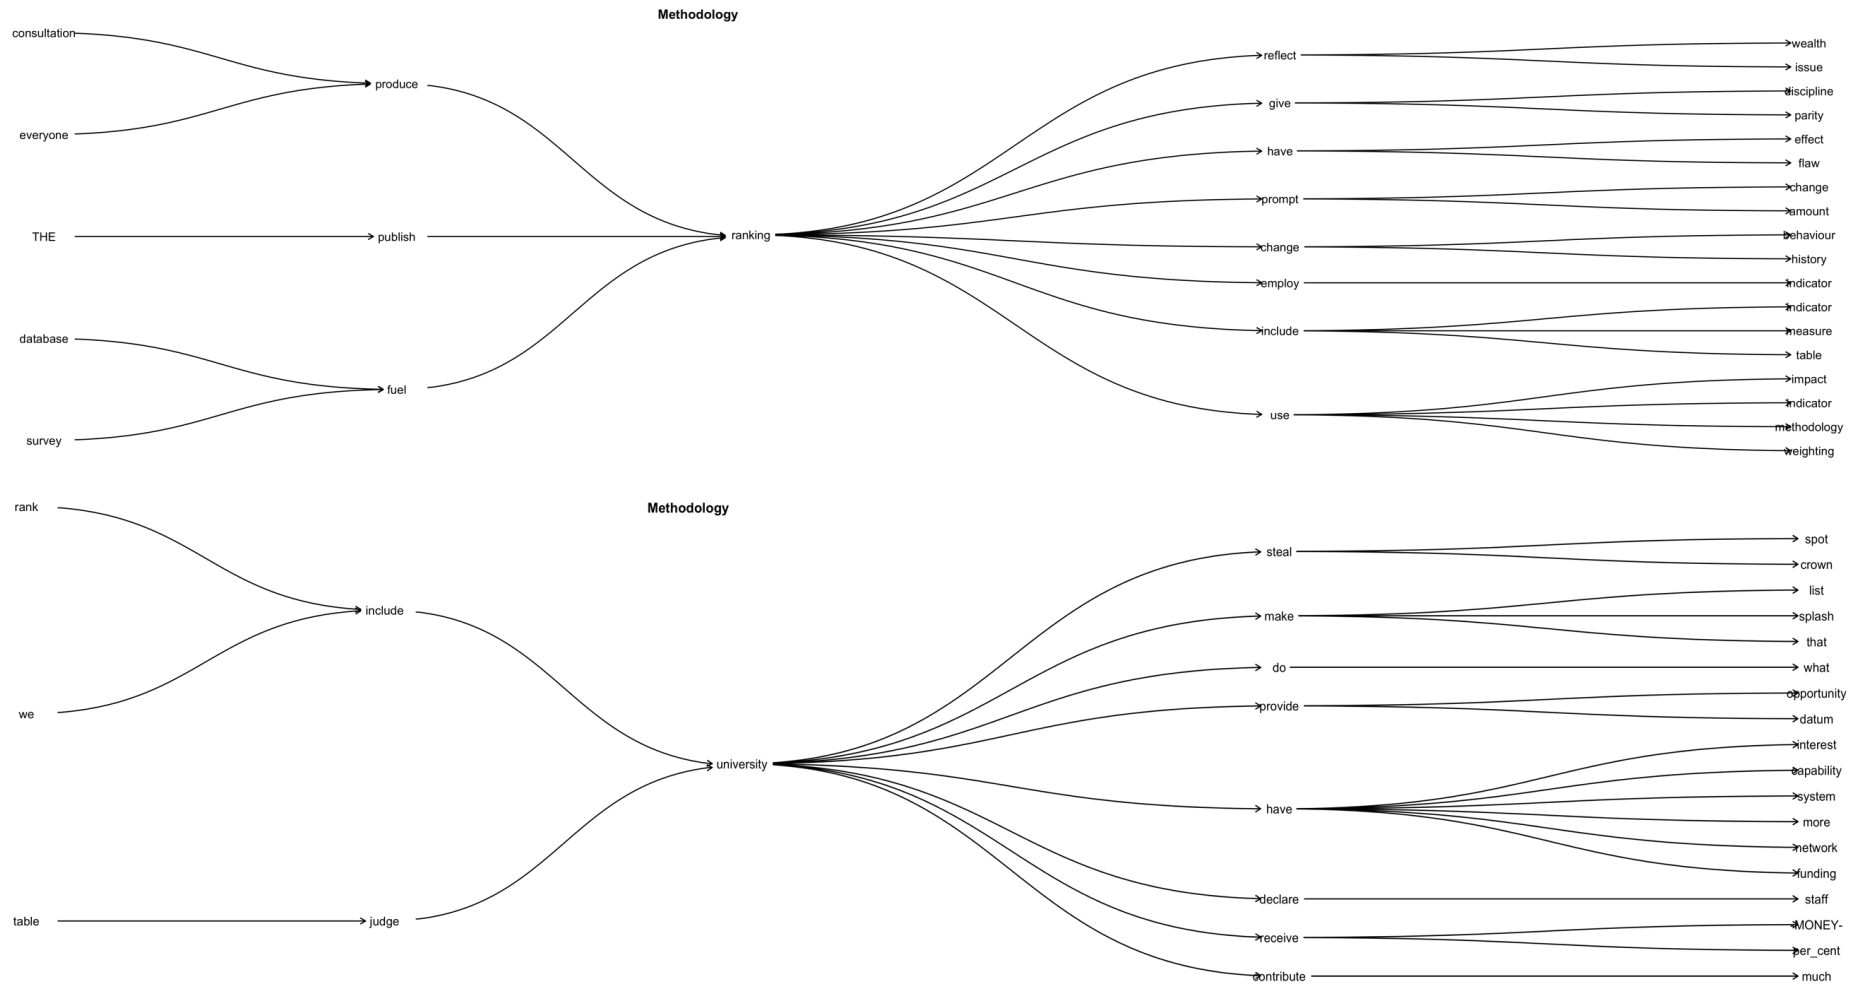 Methodology
consultation
everyone
THE
database
survey
produce
publish
fuel
ranking
reflect
give
have
prompt
change
employ
include
use
wealth
issue
discipline
parity
effect
flaw
change
amount
behaviour
history
indicator
indicator
measure
table
impact
indicator
methodology
weighting
Methodology
rank
we
table
include
judge
university
steal
make
do
provide
have
declare
receive
contribute
spot
crown
list
splash
that
what
opportunity
datum
interest
capability
system
more
network
funding
staff
-MONEY-
per_cent
much